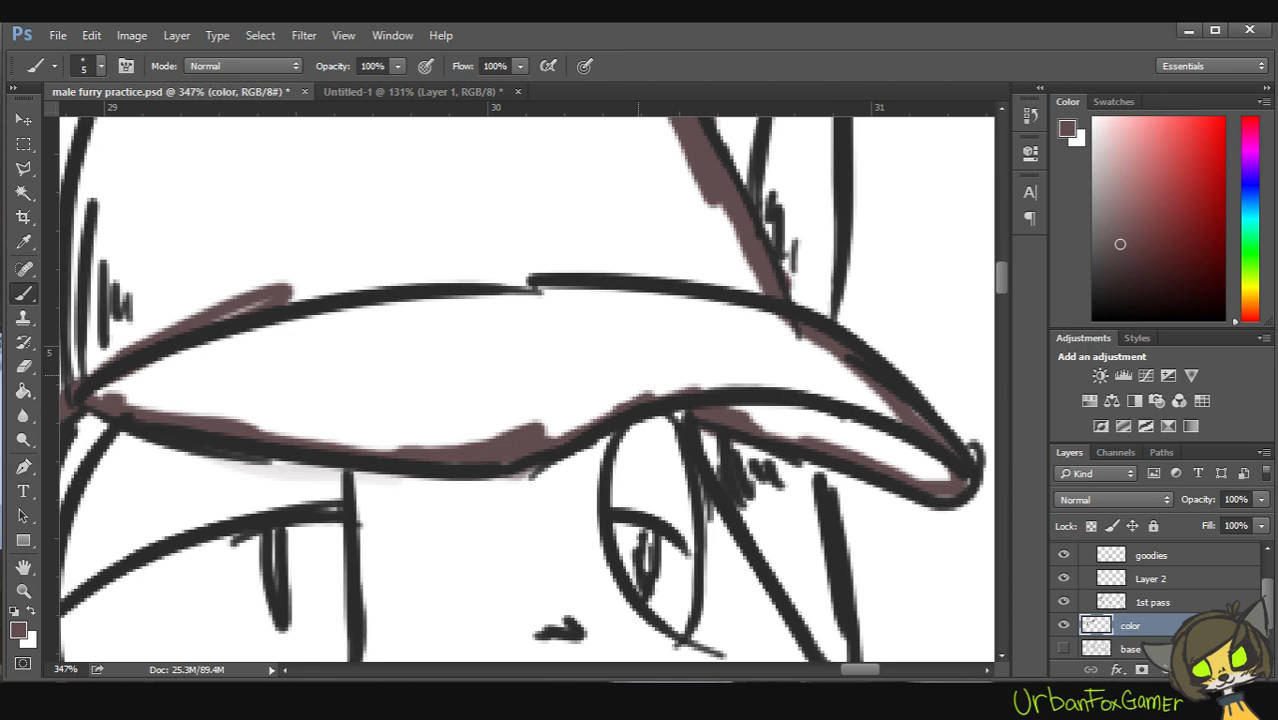 Ps File Edit Image Layer Type Select Filter View Window Help
5 Mode: Normal Opacity: 100% Flow: 100% Essentials
male furry practice.psd @ 347% (color, RGB/8#) * × Untitled-1 @ 131% (Layer 1, RGB/8) * ×
29 30 31
5
Color Swatches
Adjustments Styles
Add an adjustment
Layers Channels Paths
Kind
Normal Opacity: 100%
Lock: Fill: 100%
goodies
Layer 2
1st pass
color
base
347% Doc: 25.3M/89.4M
UrbanFoxGamer